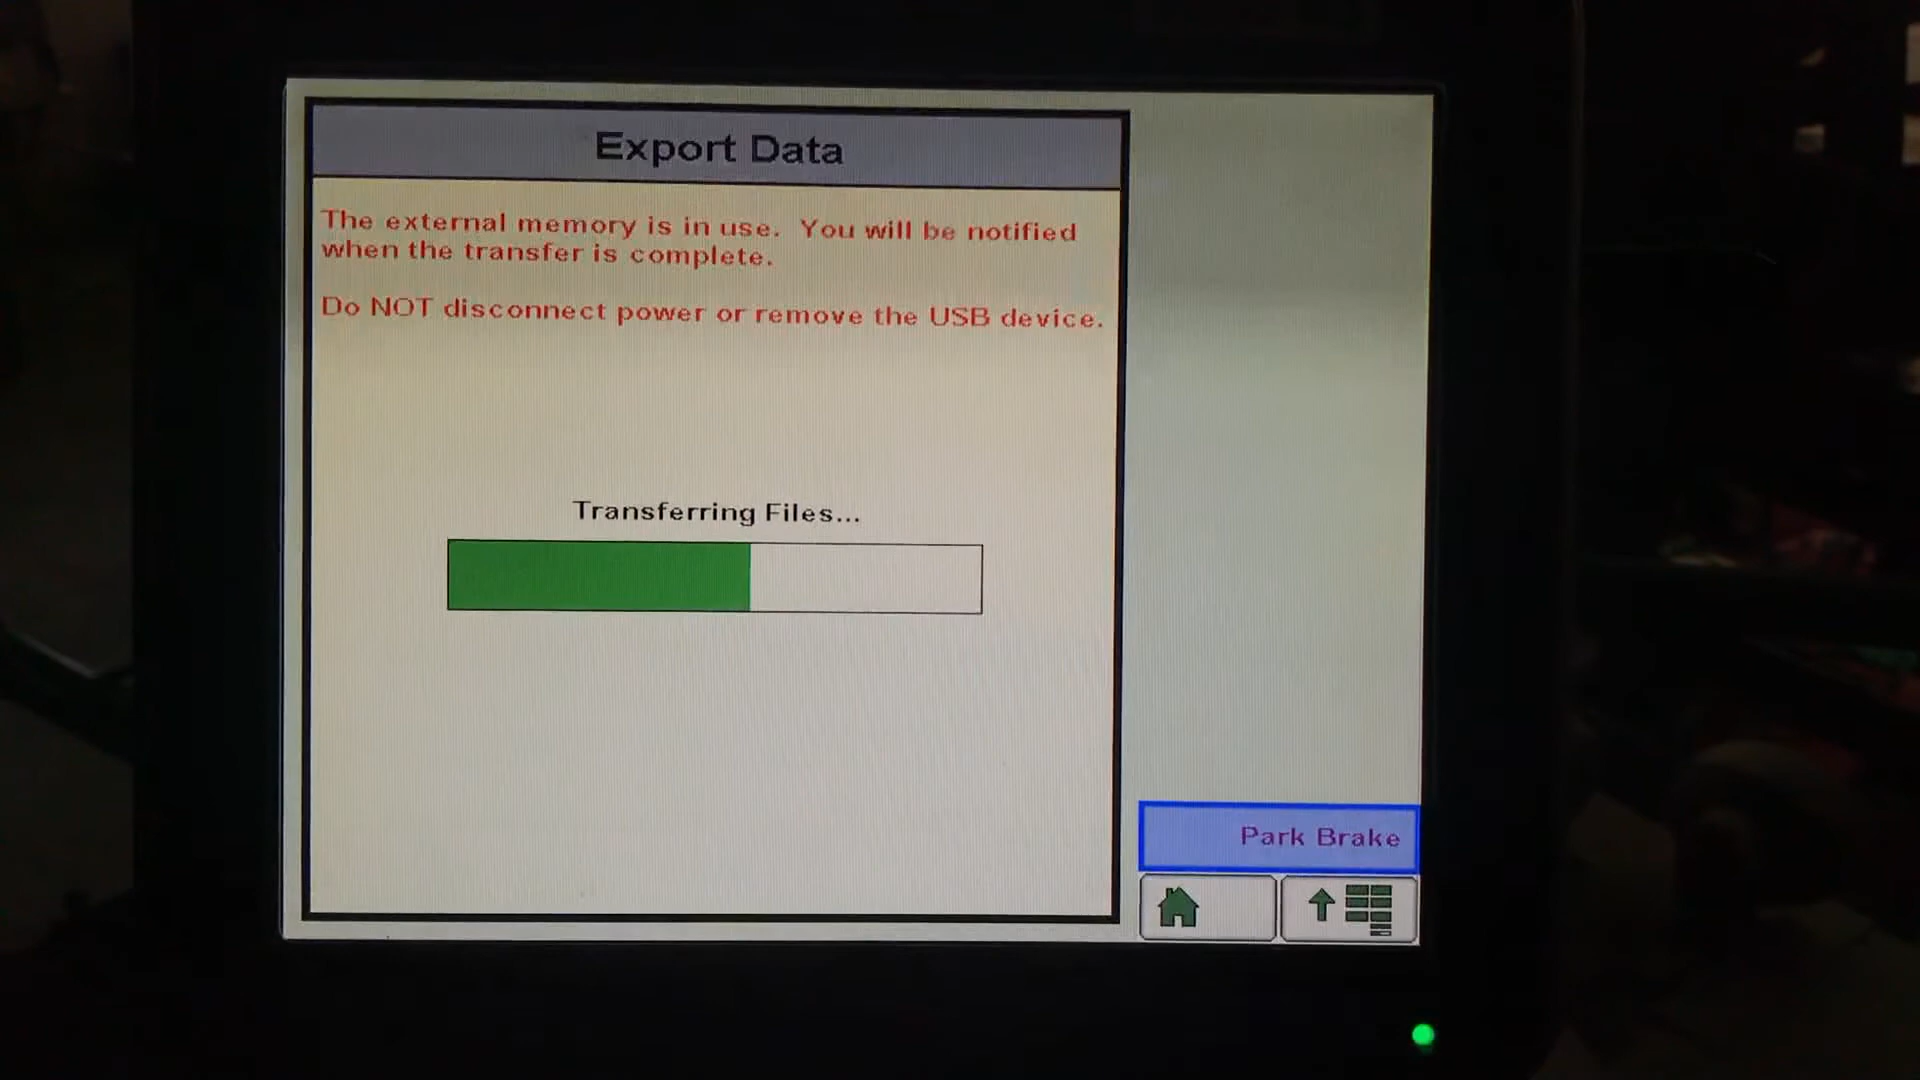 Export Data
The external memory is in use. You will be notified
when the transfer is complete.
Do NOT disconnect power or remove the USB device.
Transferring Files...
Park Brake